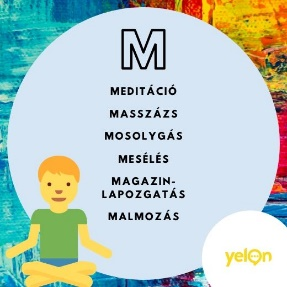 M
MEDITÁCIÓ
MASSZÁZS
MOSOLYGÁS
MESÉLÉS
MAGAZIN-
LAPOZGATÁS
MALMOZÁS
yelon